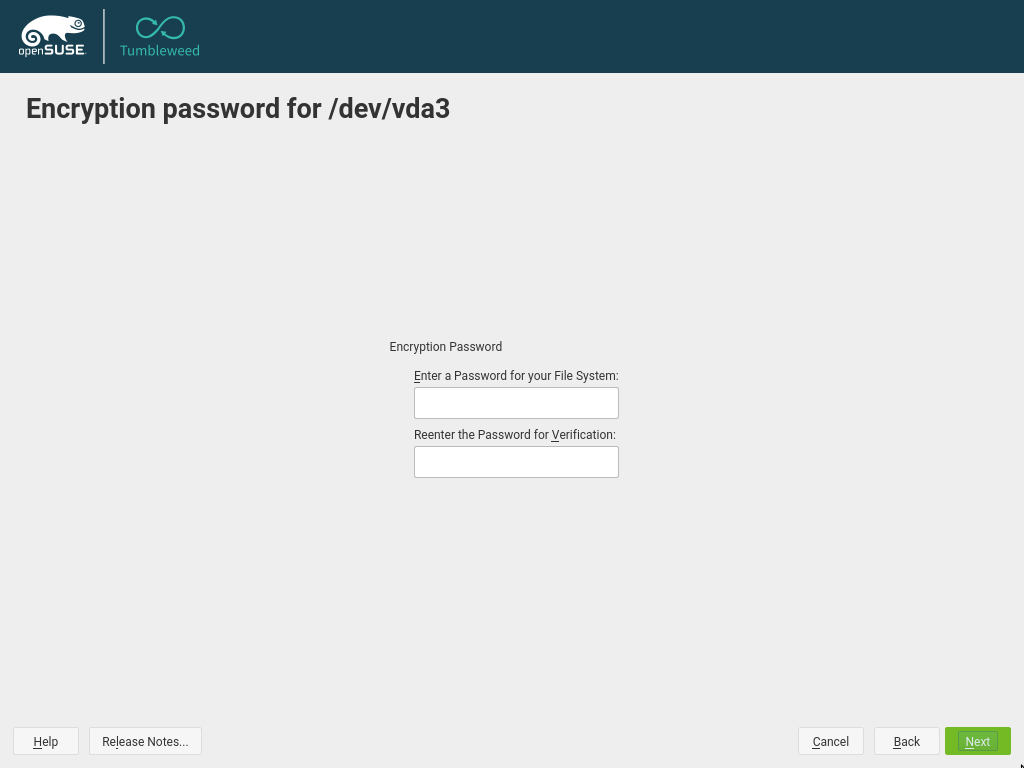 openSUSE
Tumbleweed
Encryption password for /dev/vda3
Encryption Password
Enter a Password for your File System:
Reenter the Password for Verification:
Help
Release Notes...
Cancel
Back
Next